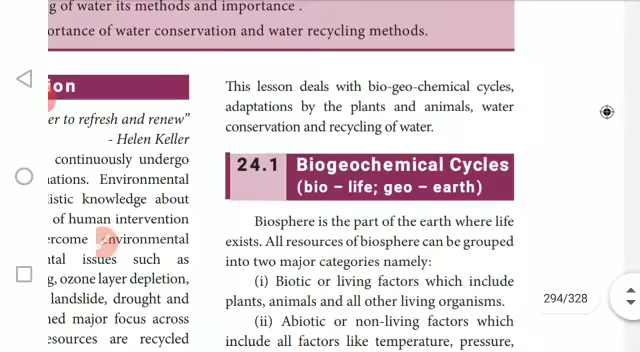 g of water its methods and importance .
ortance of water conservation and water recycling methods.
ion
er to refresh and renew”
- Helen Keller
continuously undergo
ations. Environmental
listic knowledge about
of human intervention
ercome environmental
ntal issues such as
g, ozone layer depletion,
landslide, drought and
ned major focus across
esources are recycled
This lesson deals with bio-geo-chemical cycles,
adaptations by the plants and animals, water
conservation and recycling of water.
24.1 Biogeochemical Cycles
(bio – life; geo – earth)
Biosphere is the part of the earth where life
exists. All resources of biosphere can be grouped
into two major categories namely:
(i) Biotic or living factors which include
plants, animals and all other living organisms.
(ii) Abiotic or non-living factors which
include all factors like temperature, pressure,
294/328